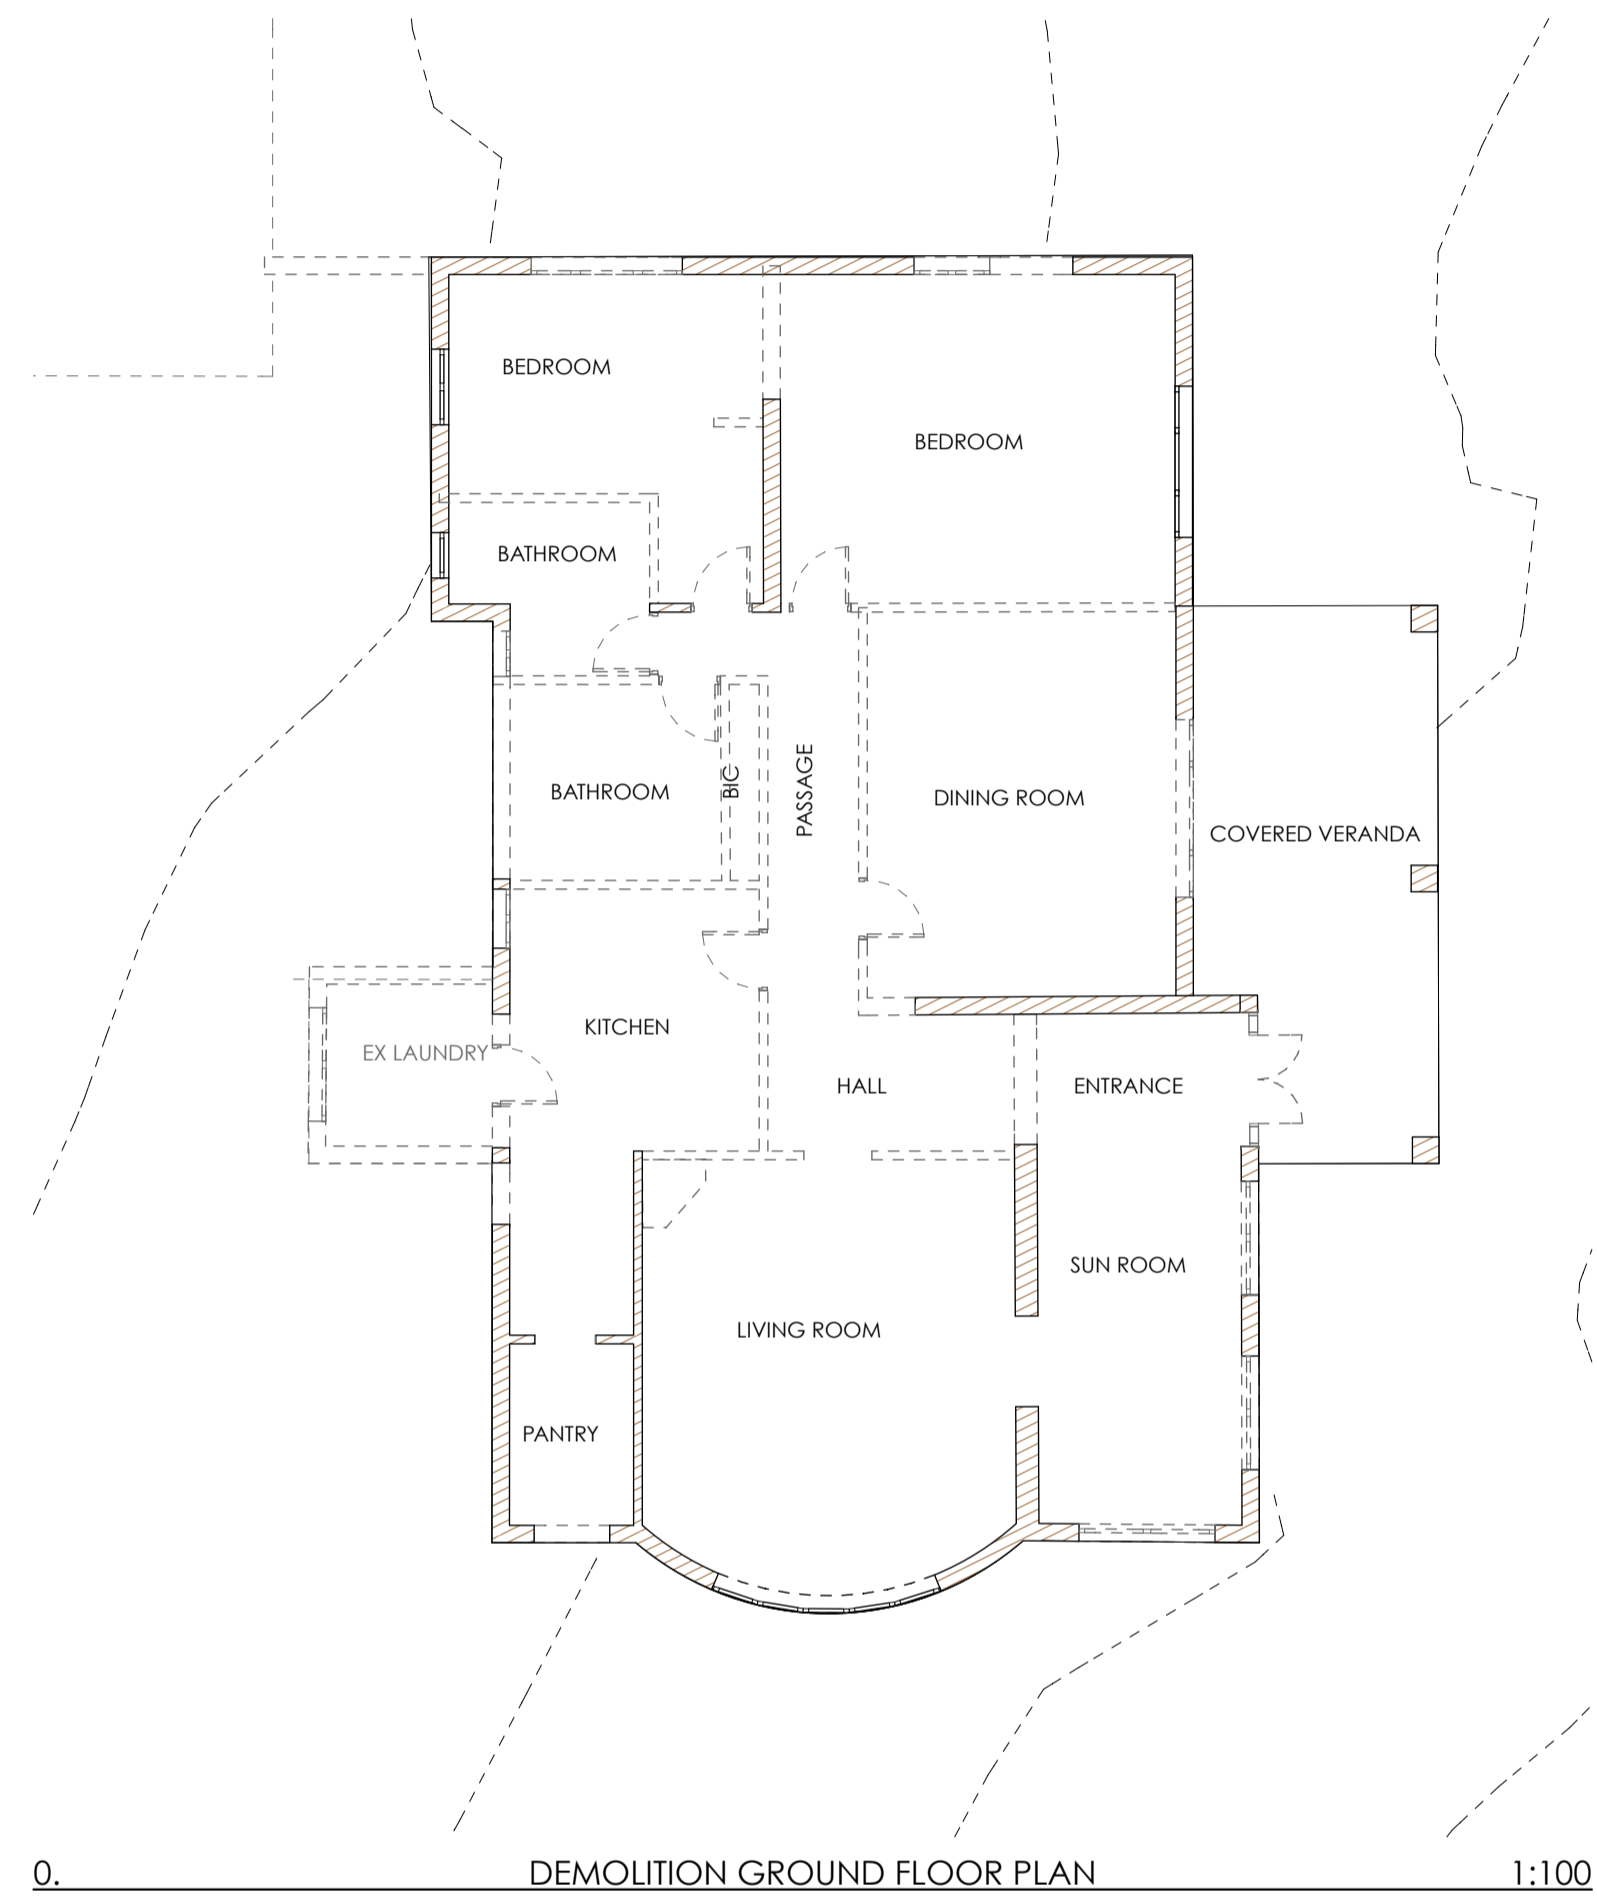 BEDROOM
BEDROOM
BATHROOM
BATHROOM
BIC
PASSAGE
DINING ROOM
COVERED VERANDA
KITCHEN
EX LAUNDRY
HALL
ENTRANCE
SUN ROOM
LIVING ROOM
PANTRY
0. DEMOLITION GROUND FLOOR PLAN 1:100